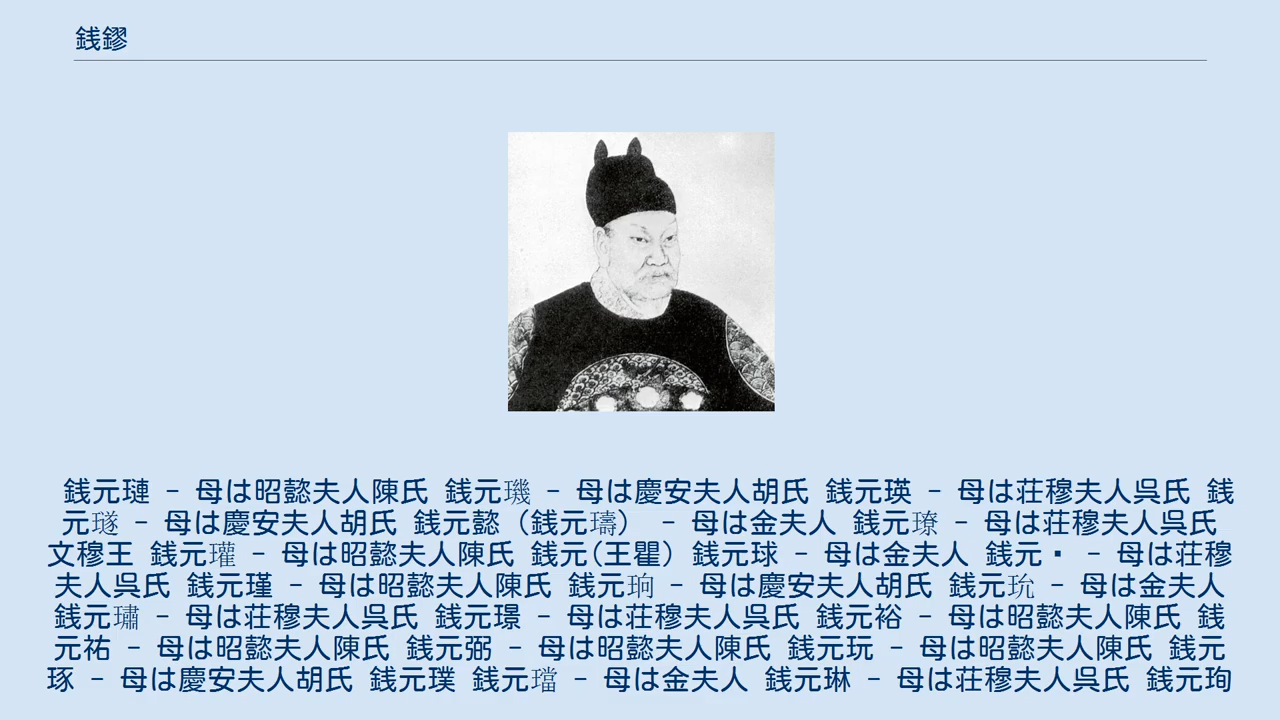 銭鏐
銭元璉 - 母は昭懿夫人陳氏 銭元璣 - 母は慶安夫人胡氏 銭元瑛 - 母は荘穆夫人呉氏 銭
元璲 - 母は慶安夫人胡氏 銭元懿（銭元璹） - 母は金夫人 銭元璙 - 母は荘穆夫人呉氏
文穆王 銭元瓘 - 母は昭懿夫人陳氏 銭元(王瞿) 銭元球 - 母は金夫人 銭元・ - 母は荘穆
夫人呉氏 銭元瑾 - 母は昭懿夫人陳氏 銭元珦 - 母は慶安夫人胡氏 銭元㺬 - 母は金夫人
銭元璛 - 母は荘穆夫人呉氏 銭元璟 - 母は荘穆夫人呉氏 銭元裕 - 母は昭懿夫人陳氏 銭
元祐 - 母は昭懿夫人陳氏 銭元弼 - 母は昭懿夫人陳氏 銭元玩 - 母は昭懿夫人陳氏 銭元
琢 - 母は慶安夫人胡氏 銭元璞 銭元璫 - 母は金夫人 銭元琳 - 母は荘穆夫人呉氏 銭元珣